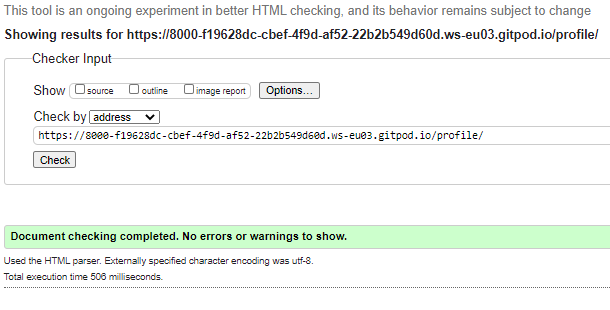 This tool is an ongoing experiment in better HTML checking, and its behavior remains subject to change
Showing results for https://8000-f19628dc-cbef-4f9d-af52-22b2b549d60d.ws-eu03.gitpod.io/profile/
Checker Input
Show source outline image report Options...
Check by address
https://8000-f19628dc-cbef-4f9d-af52-22b2b549d60d.ws-eu03.gitpod.io/profile/
Check
Document checking completed. No errors or warnings to show.
Used the HTML parser. Externally specified character encoding was utf-8.
Total execution time 506 milliseconds.